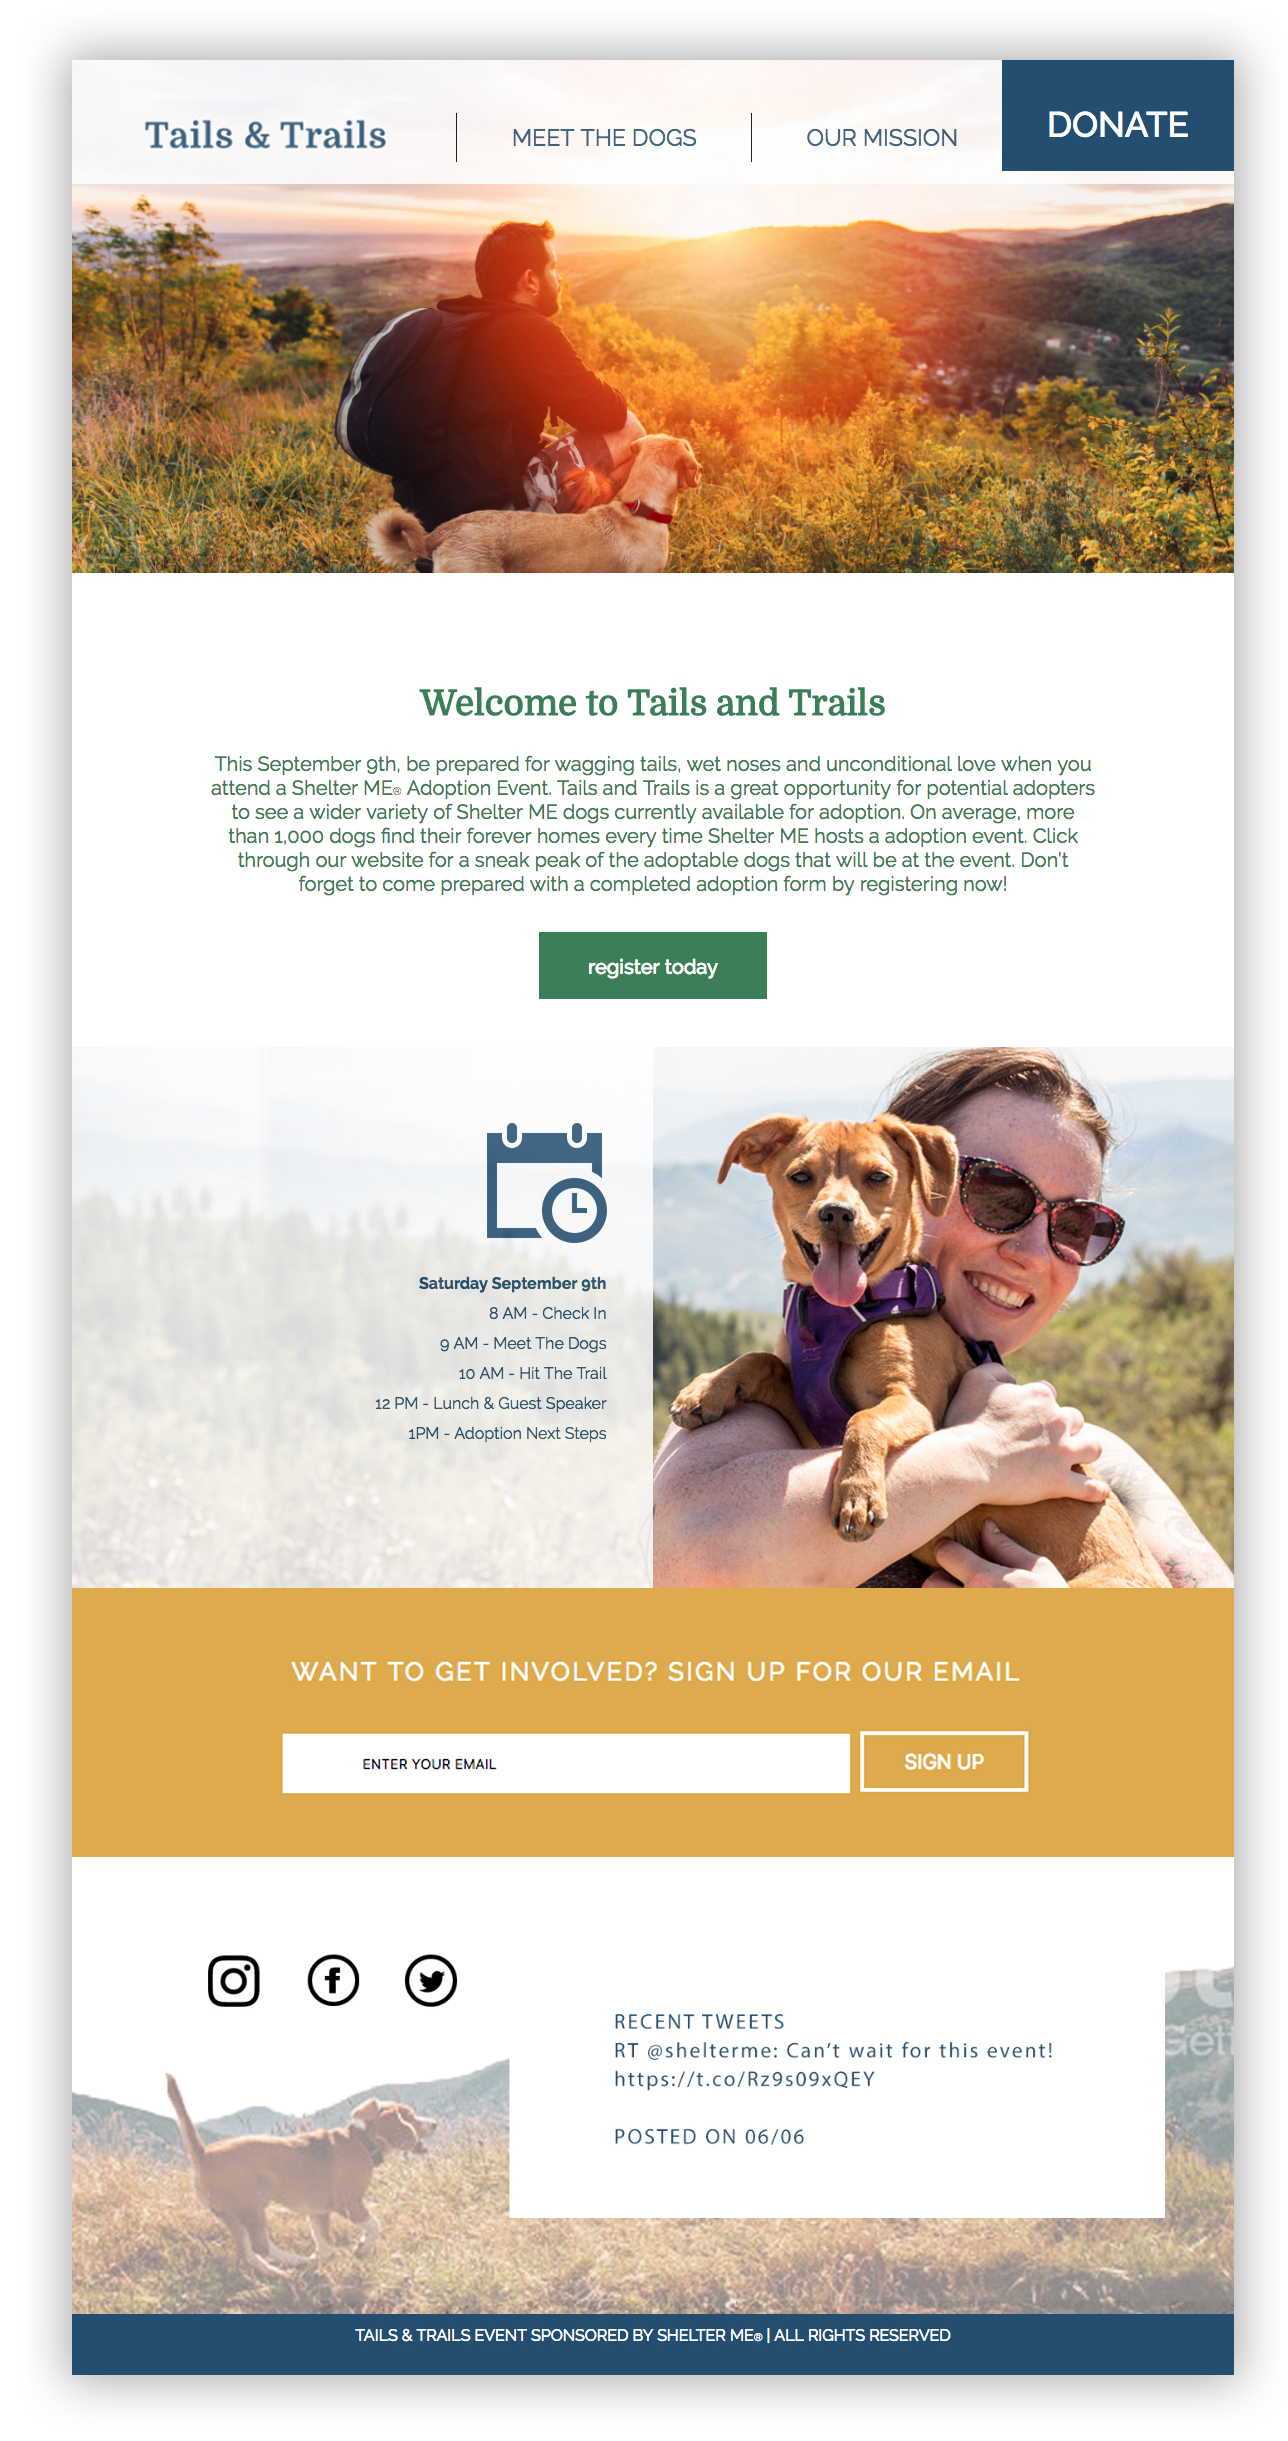 Tails & Trails
MEET THE DOGS
OUR MISSION
DONATE
Welcome to Tails and Trails
This September 9th, be prepared for wagging tails, wet noses and unconditional love when you
attend a Shelter ME® Adoption Event. Tails and Trails is a great opportunity for potential adopters
to see a wider variety of Shelter ME dogs currently available for adoption. On average, more
than 1,000 dogs find their forever homes every time Shelter ME hosts a adoption event. Click
through our website for a sneak peak of the adoptable dogs that will be at the event. Don't
forget to come prepared with a completed adoption form by registering now!
register today
Saturday September 9th
8 AM - Check In
9 AM - Meet The Dogs
10 AM - Hit The Trail
12 PM - Lunch & Guest Speaker
1PM - Adoption Next Steps
WANT TO GET INVOLVED? SIGN UP FOR OUR EMAIL
ENTER YOUR EMAIL
SIGN UP
RECENT TWEETS
RT @shelterme: Can't wait for this event!
https://t.co/Rz9s09xQEY
POSTED ON 06/06
TAILS & TRAILS EVENT SPONSORED BY SHELTER ME® | ALL RIGHTS RESERVED